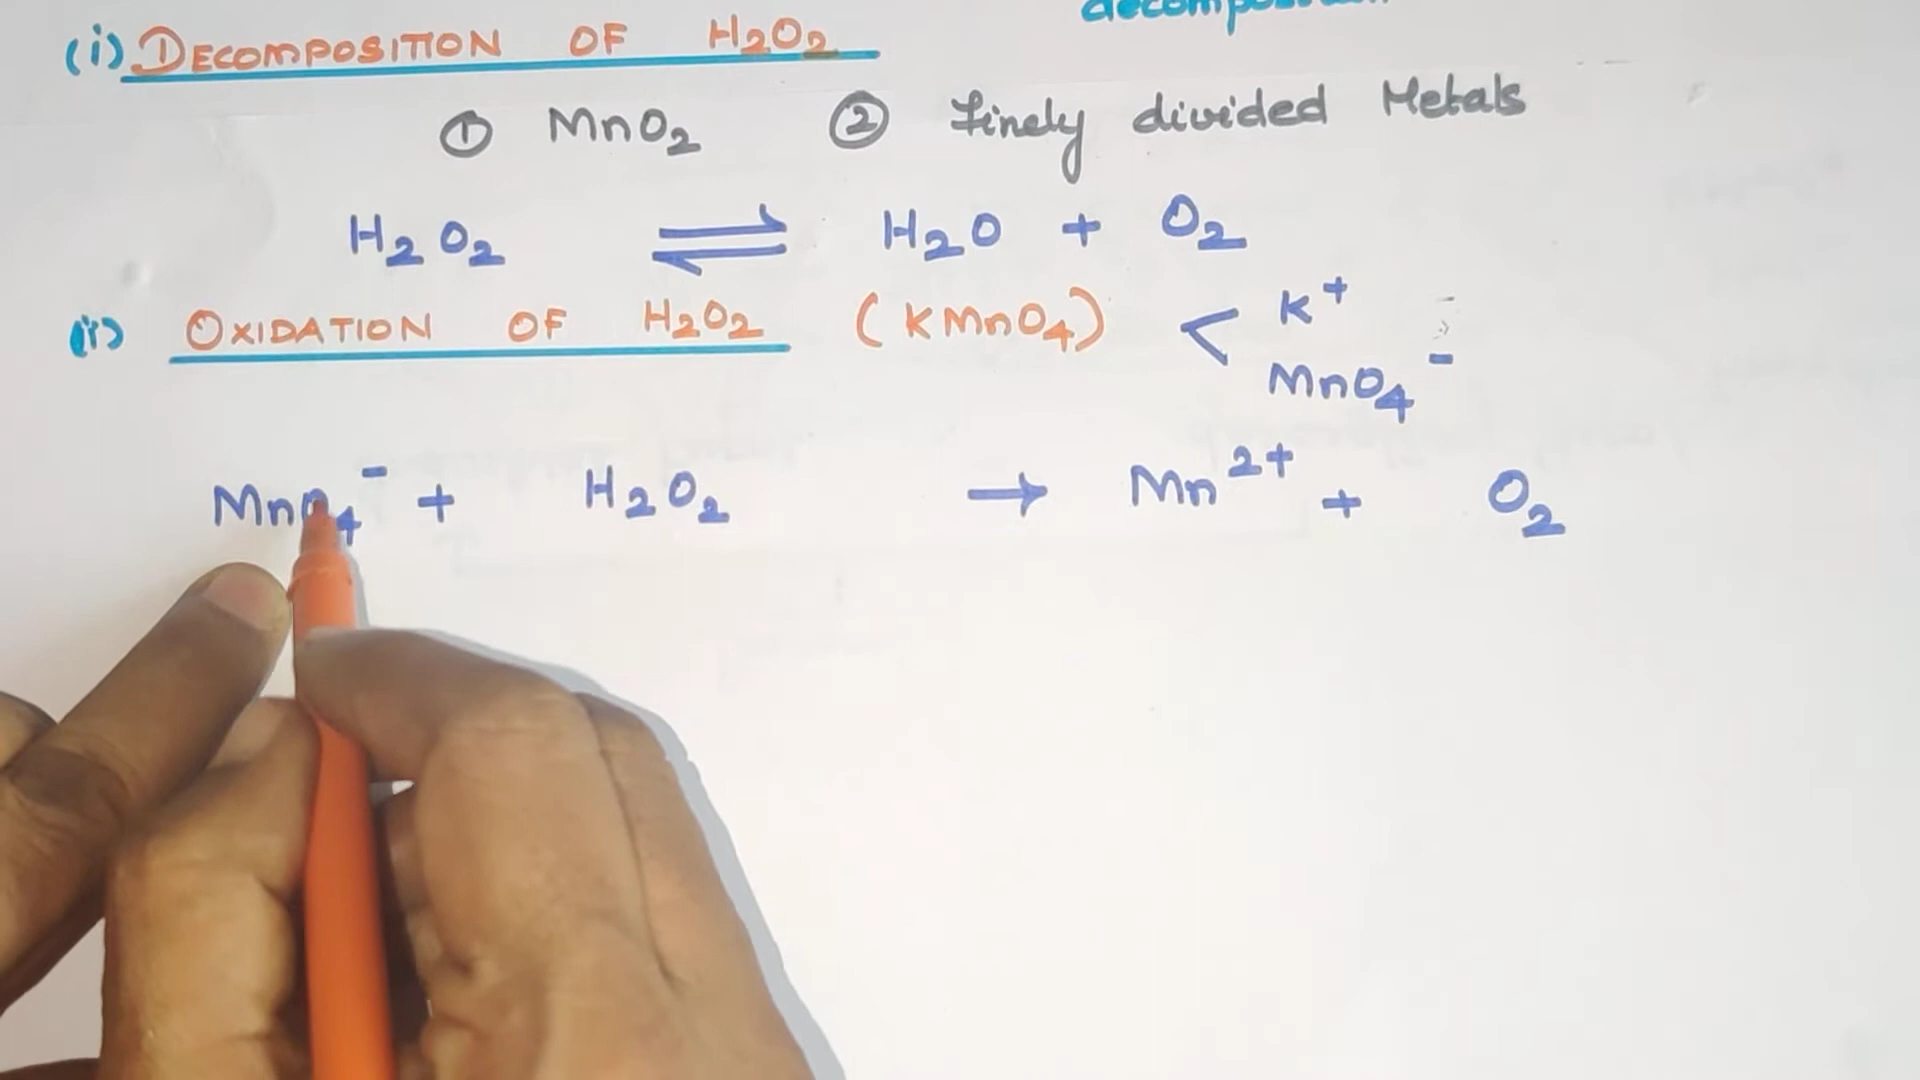 decomposition
(i) DECOMPOSITION OF H₂O₂
① MnO₂ ② Finely divided Metals
H₂O₂ ⇌ H₂O + O₂
(ii) OXIDATION OF H₂O₂ (KMnO₄) < K⁺
MnO₄⁻
MnO₄⁻ + H₂O₂ → Mn²⁺ + O₂